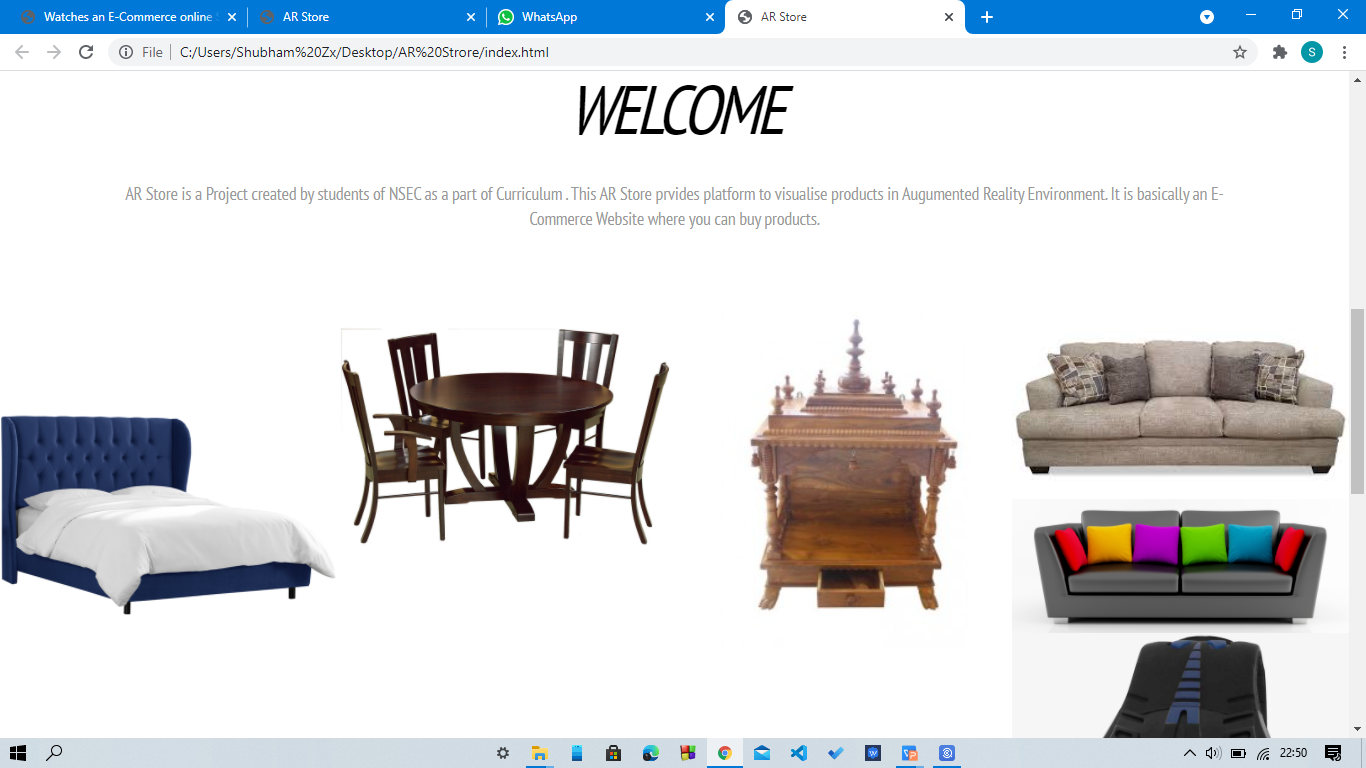 Watches an E-Commerce online
AR Store
WhatsApp
AR Store
File
C:/Users/Shubham%20Zx/Desktop/AR%20Strore/index.html
S
WELCOME
AR Store is a Project created by students of NSEC as a part of Curriculum . This AR Store prvides platform to visualise products in Augumented Reality Environment. It is basically an E-
Commerce Website where you can buy products.
22:50